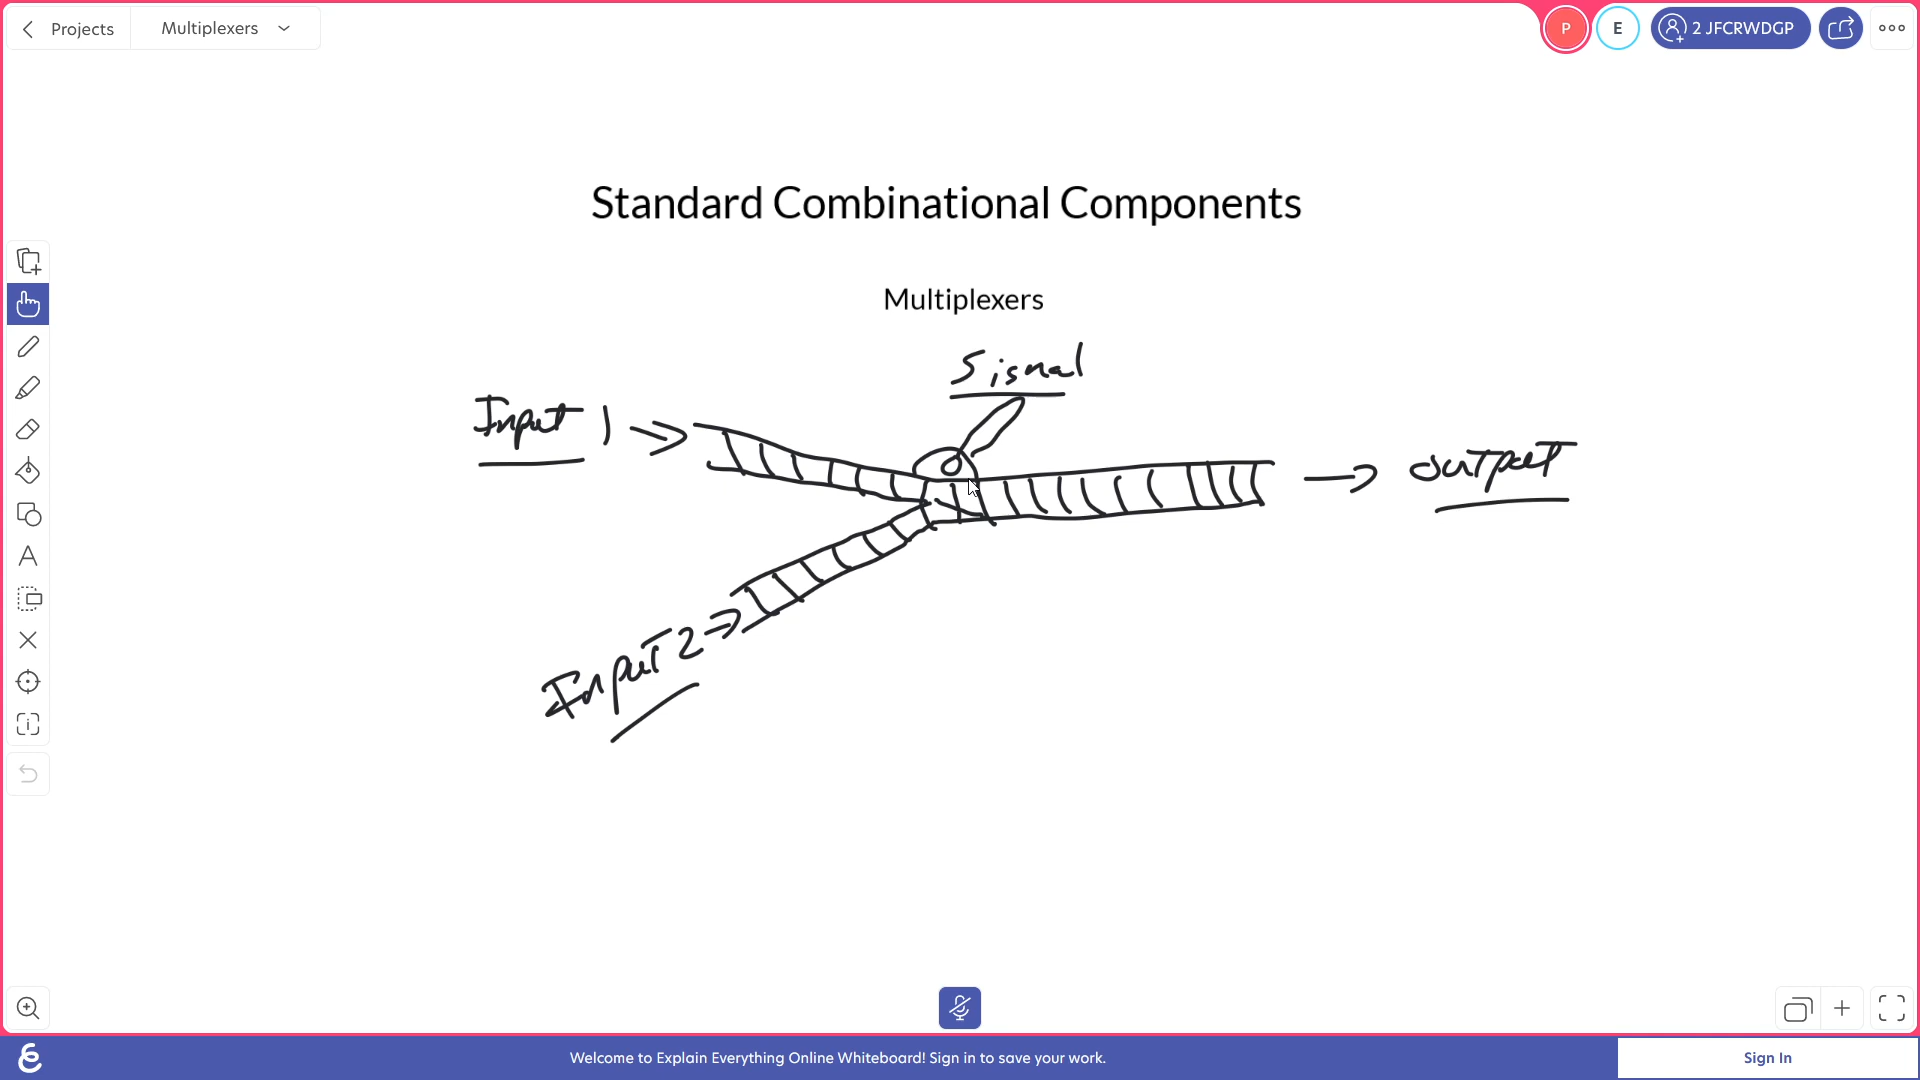 Projects
Multiplexers
P
E
2 JFCRWDGP
Standard Combinational Components
Multiplexers
Signal
Input 1
output
Input 2
Welcome to Explain Everything Online Whiteboard! Sign in to save your work.
Sign In